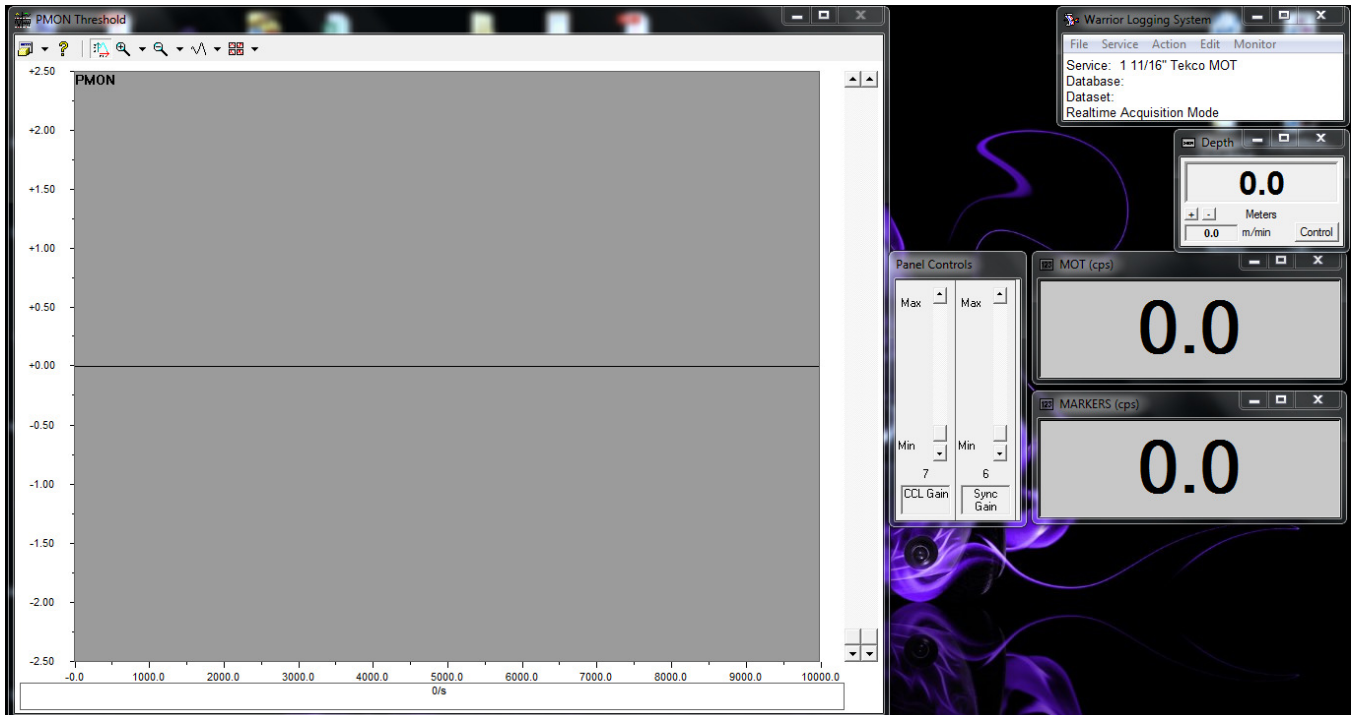 PMON Threshold
PMON
+2.50
+2.00
+1.50
+1.00
+0.50
+0.00
-0.50
-1.00
-1.50
-2.00
-2.50
-0.0 1000.0 2000.0 3000.0 4000.0 5000.0 6000.0 7000.0 8000.0 9000.0 10000.0
0/s
Warrior Logging System
File Service Action Edit Monitor
Service: 1 11/16" Tekco MOT
Database:
Dataset:
Realtime Acquisition Mode
Depth
0.0
+ - Meters
0.0 m/min Control
Panel Controls
Max Max
Min Min
7 6
CCL Gain Sync
Gain
123 MOT (cps)
0.0
123 MARKERS (cps)
0.0